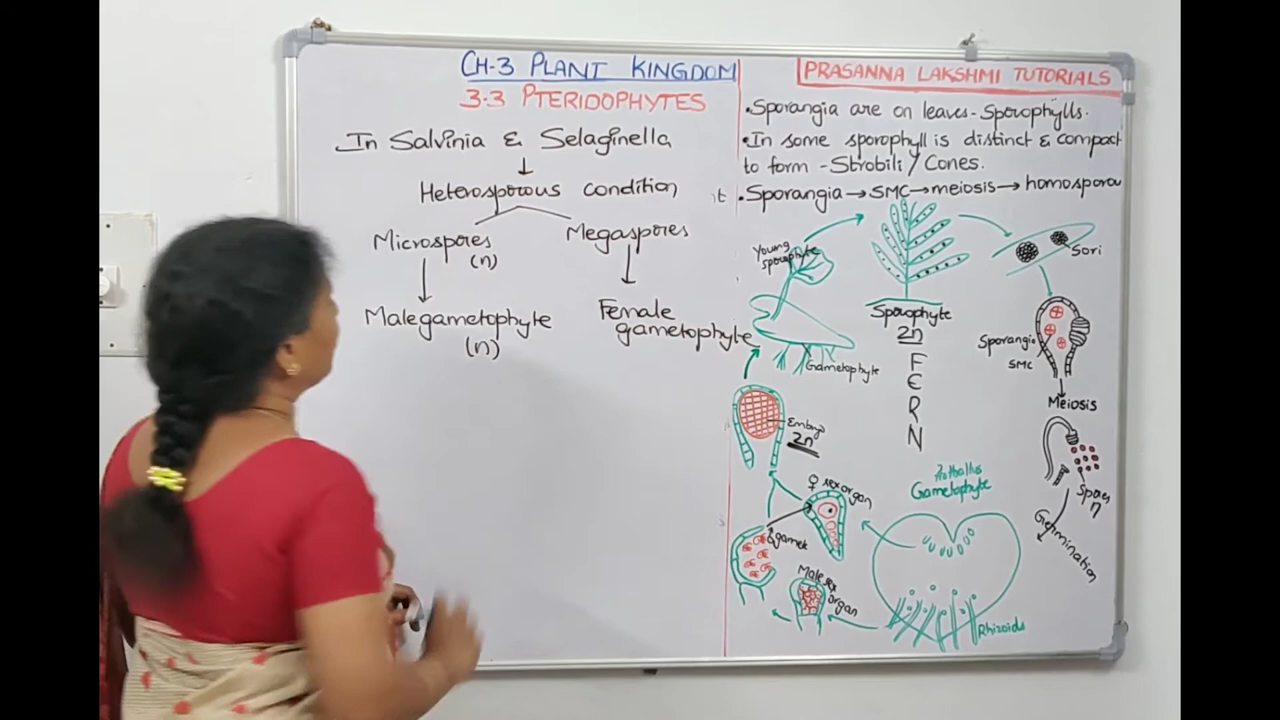 CH-3 PLANT KINGDOM
3.3 PTERIDOPHYTES
In Salvinia & Selaginella
Heterosporous condition
Microspores
(n)
Megaspores
Male gametophyte
(n)
Female
gametophyte
PRASANNA LAKSHMI TUTORIALS
•Sporangia are on leaves-Sporophylls.
•In some sporophyll is distinct & compact
to form -Strobili/Cones.
•Sporangia→SMC→meiosis→homosporou
Young
sporophyte
Sori
Sporophyte
2n
FERN
Sporangia
SMC
Gametophyte
Meiosis
Embryo
2n
Spores
n
Germination
♀ sex organ
Prothallus
Gametophyte
♂gamet
Male sex
organ
Rhizoids